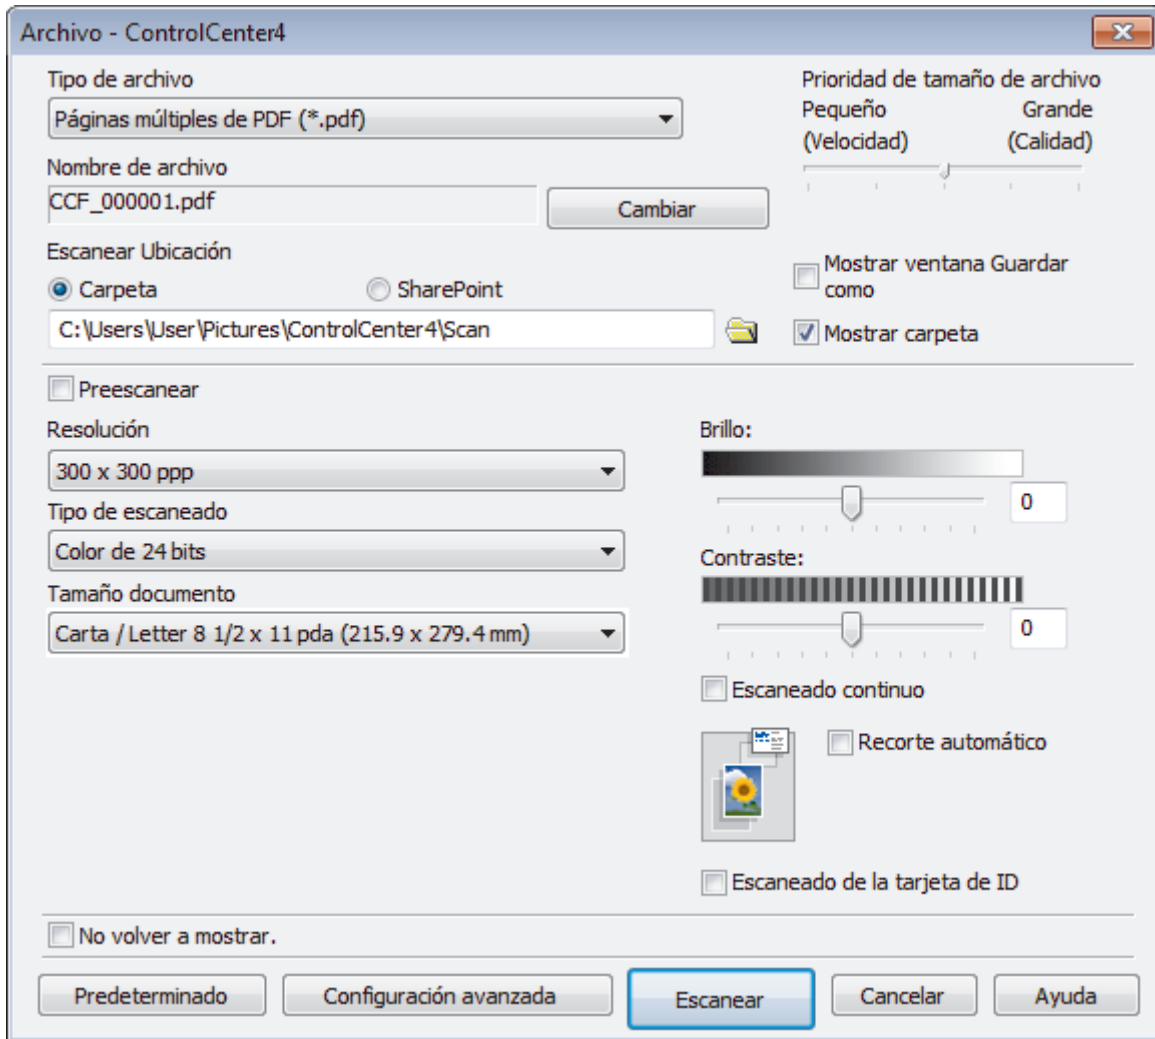 Archivo - ControlCenter4
Tipo de archivo
Páginas múltiples de PDF (*.pdf)
Prioridad de tamaño de archivo
Pequeño Grande
(Velocidad) (Calidad)
Nombre de archivo
CCF_000001.pdf
Cambiar
Escanear Ubicación
Carpeta
SharePoint
C:\Users\User\Pictures\ControlCenter4\Scan
Mostrar ventana Guardar
como
Mostrar carpeta
Preescanear
Resolución
300 x 300 ppp
Tipo de escaneado
Color de 24 bits
Tamaño documento
Carta / Letter 8 1/2 x 11 pda (215.9 x 279.4 mm)
Brillo:
0
Contraste:
0
Escaneado continuo
Recorte automático
Escaneado de la tarjeta de ID
No volver a mostrar.
Predeterminado
Configuración avanzada
Escanear
Cancelar
Ayuda